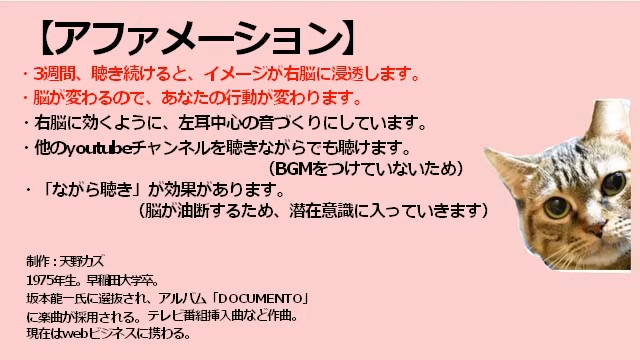 【アファメーション】
・3週間、聴き続けると、イメージが右脳に浸透します。
・脳が変わるので、あなたの行動が変わります。
・右脳に効くように、左耳中心の音づくりにしています。
・他のyoutubeチャンネルを聴きながらでも聴けます。
（BGMをつけていないため）
・「ながら聴き」が効果があります。
（脳が油断するため、潜在意識に入っていきます）
制作：天野カズ
1975年生。早稲田大学卒。
坂本龍一氏に選抜され、アルバム「DOCUMENTO」
に楽曲が採用される。テレビ番組挿入曲など作曲。
現在はwebビジネスに携わる。